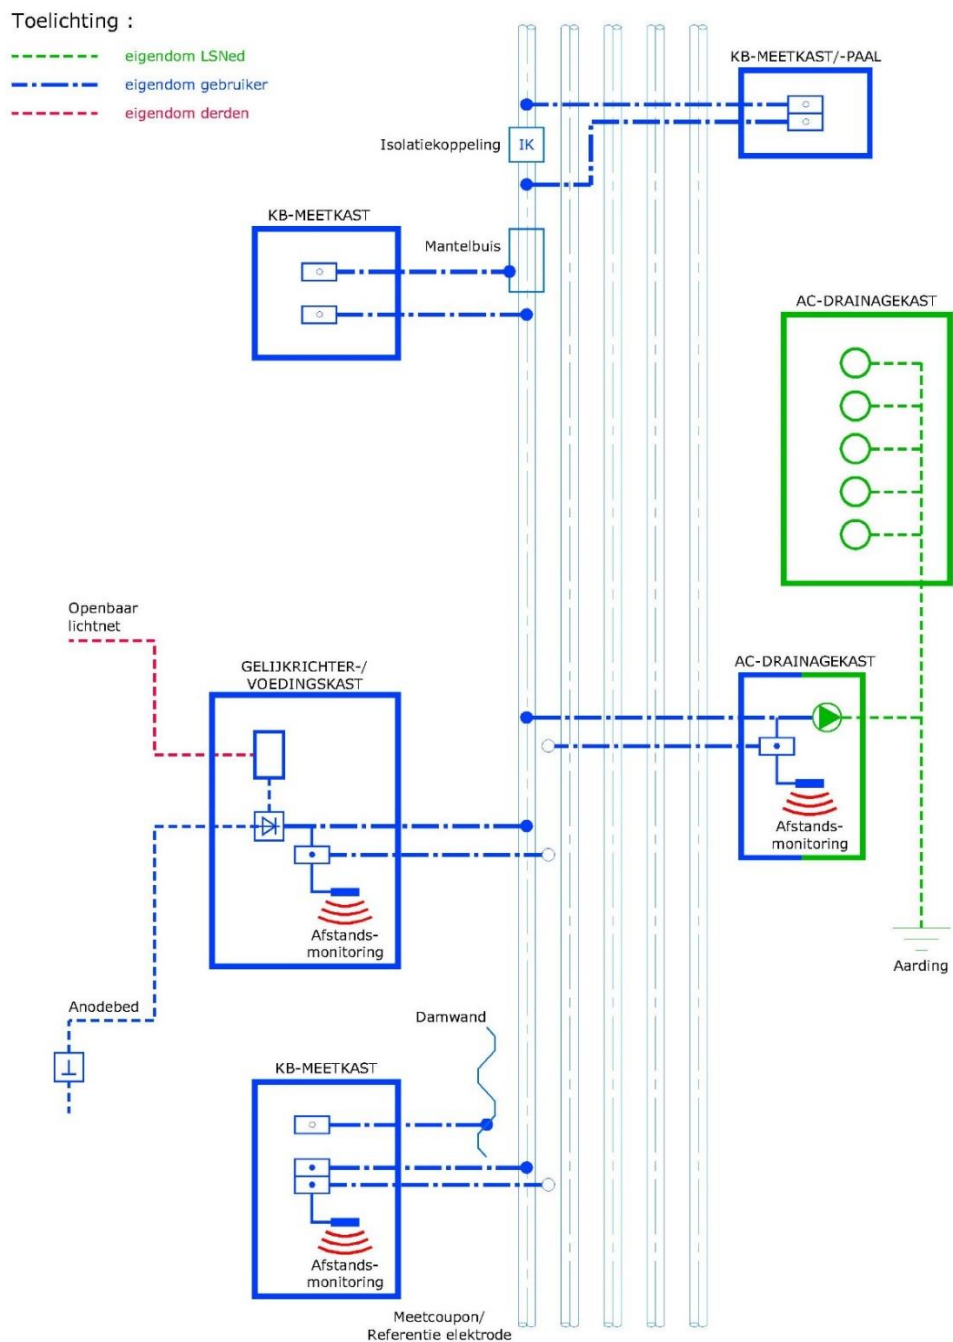 Toelichting :
eigendom LSNed
eigendom gebruiker
eigendom derden
KB-MEETKAST/-PAAL
Isolatiekoppeling
IK
KB-MEETKAST
Mantelbuis
AC-DRAINAGEKAST
Openbaar
lichtnet
GELIJKRICHTER-/
VOEDINGSKAST
AC-DRAINAGEKAST
Afstands-
monitoring
Afstands-
monitoring
Aarding
Anodebed
Damwand
KB-MEETKAST
Afstands-
monitoring
Meetcoupon/
Referentie elektrode